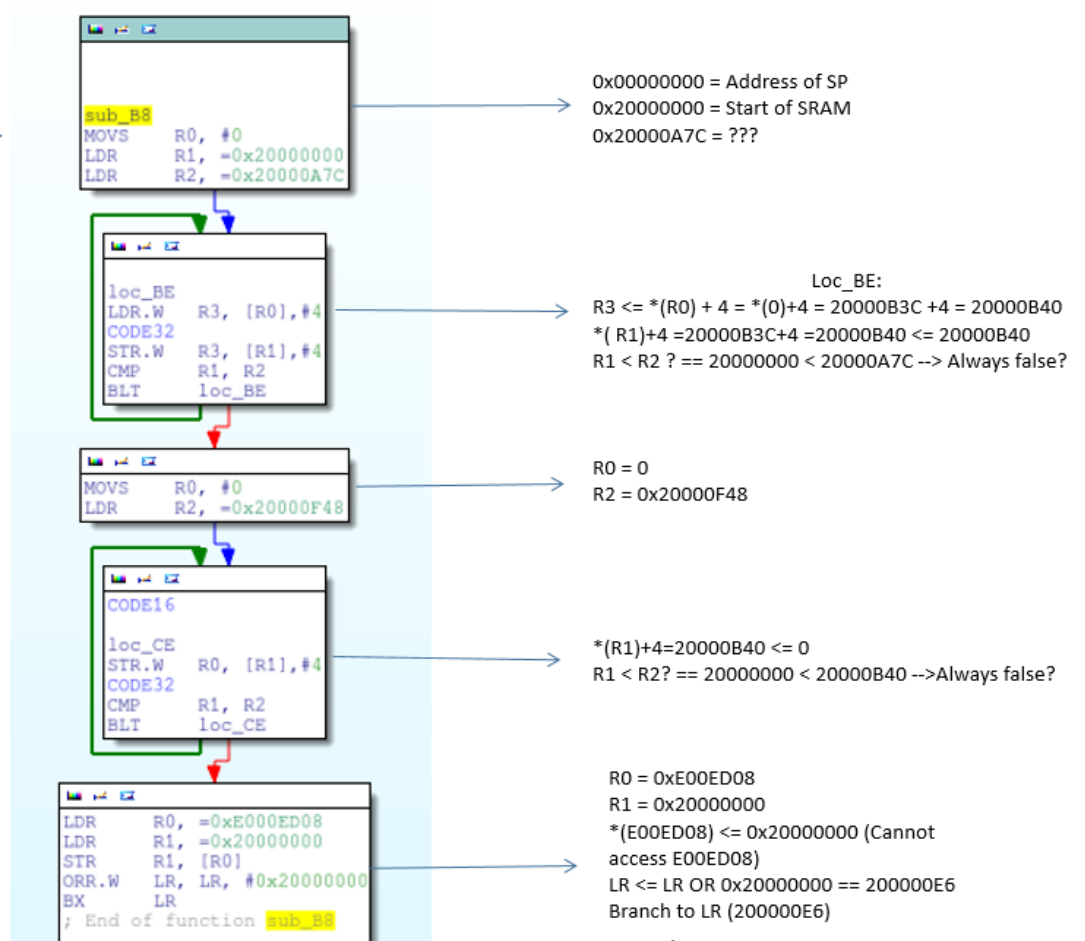 sub_B8
MOVS R0, #0
LDR R1, =0x20000000
LDR R2, =0x20000A7C
0x00000000 = Address of SP
0x20000000 = Start of SRAM
0x20000A7C = ???
loc_BE
LDR.W R3, [R0],#4
CODE32
STR.W R3, [R1],#4
CMP R1, R2
BLT loc_BE
Loc_BE:
R3 <= *(R0) + 4 = *(0)+4 = 20000B3C +4 = 20000B40
*( R1)+4 =20000B3C+4 =20000B40 <= 20000B40
R1 < R2 ? == 20000000 < 20000A7C --> Always false?
MOVS R0, #0
LDR R2, =0x20000F48
R0 = 0
R2 = 0x20000F48
CODE16
loc_CE
STR.W R0, [R1],#4
CODE32
CMP R1, R2
BLT loc_CE
*(R1)+4=20000B40 <= 0
R1 < R2? == 20000000 < 20000B40 -->Always false?
LDR R0, =0xE000ED08
LDR R1, =0x20000000
STR R1, [R0]
ORR.W LR, LR, #0x20000000
BX LR
; End of function sub_B8
R0 = 0xE00ED08
R1 = 0x20000000
*(E00ED08) <= 0x20000000 (Cannot
access E00ED08)
LR <= LR OR 0x20000000 == 200000E6
Branch to LR (200000E6)